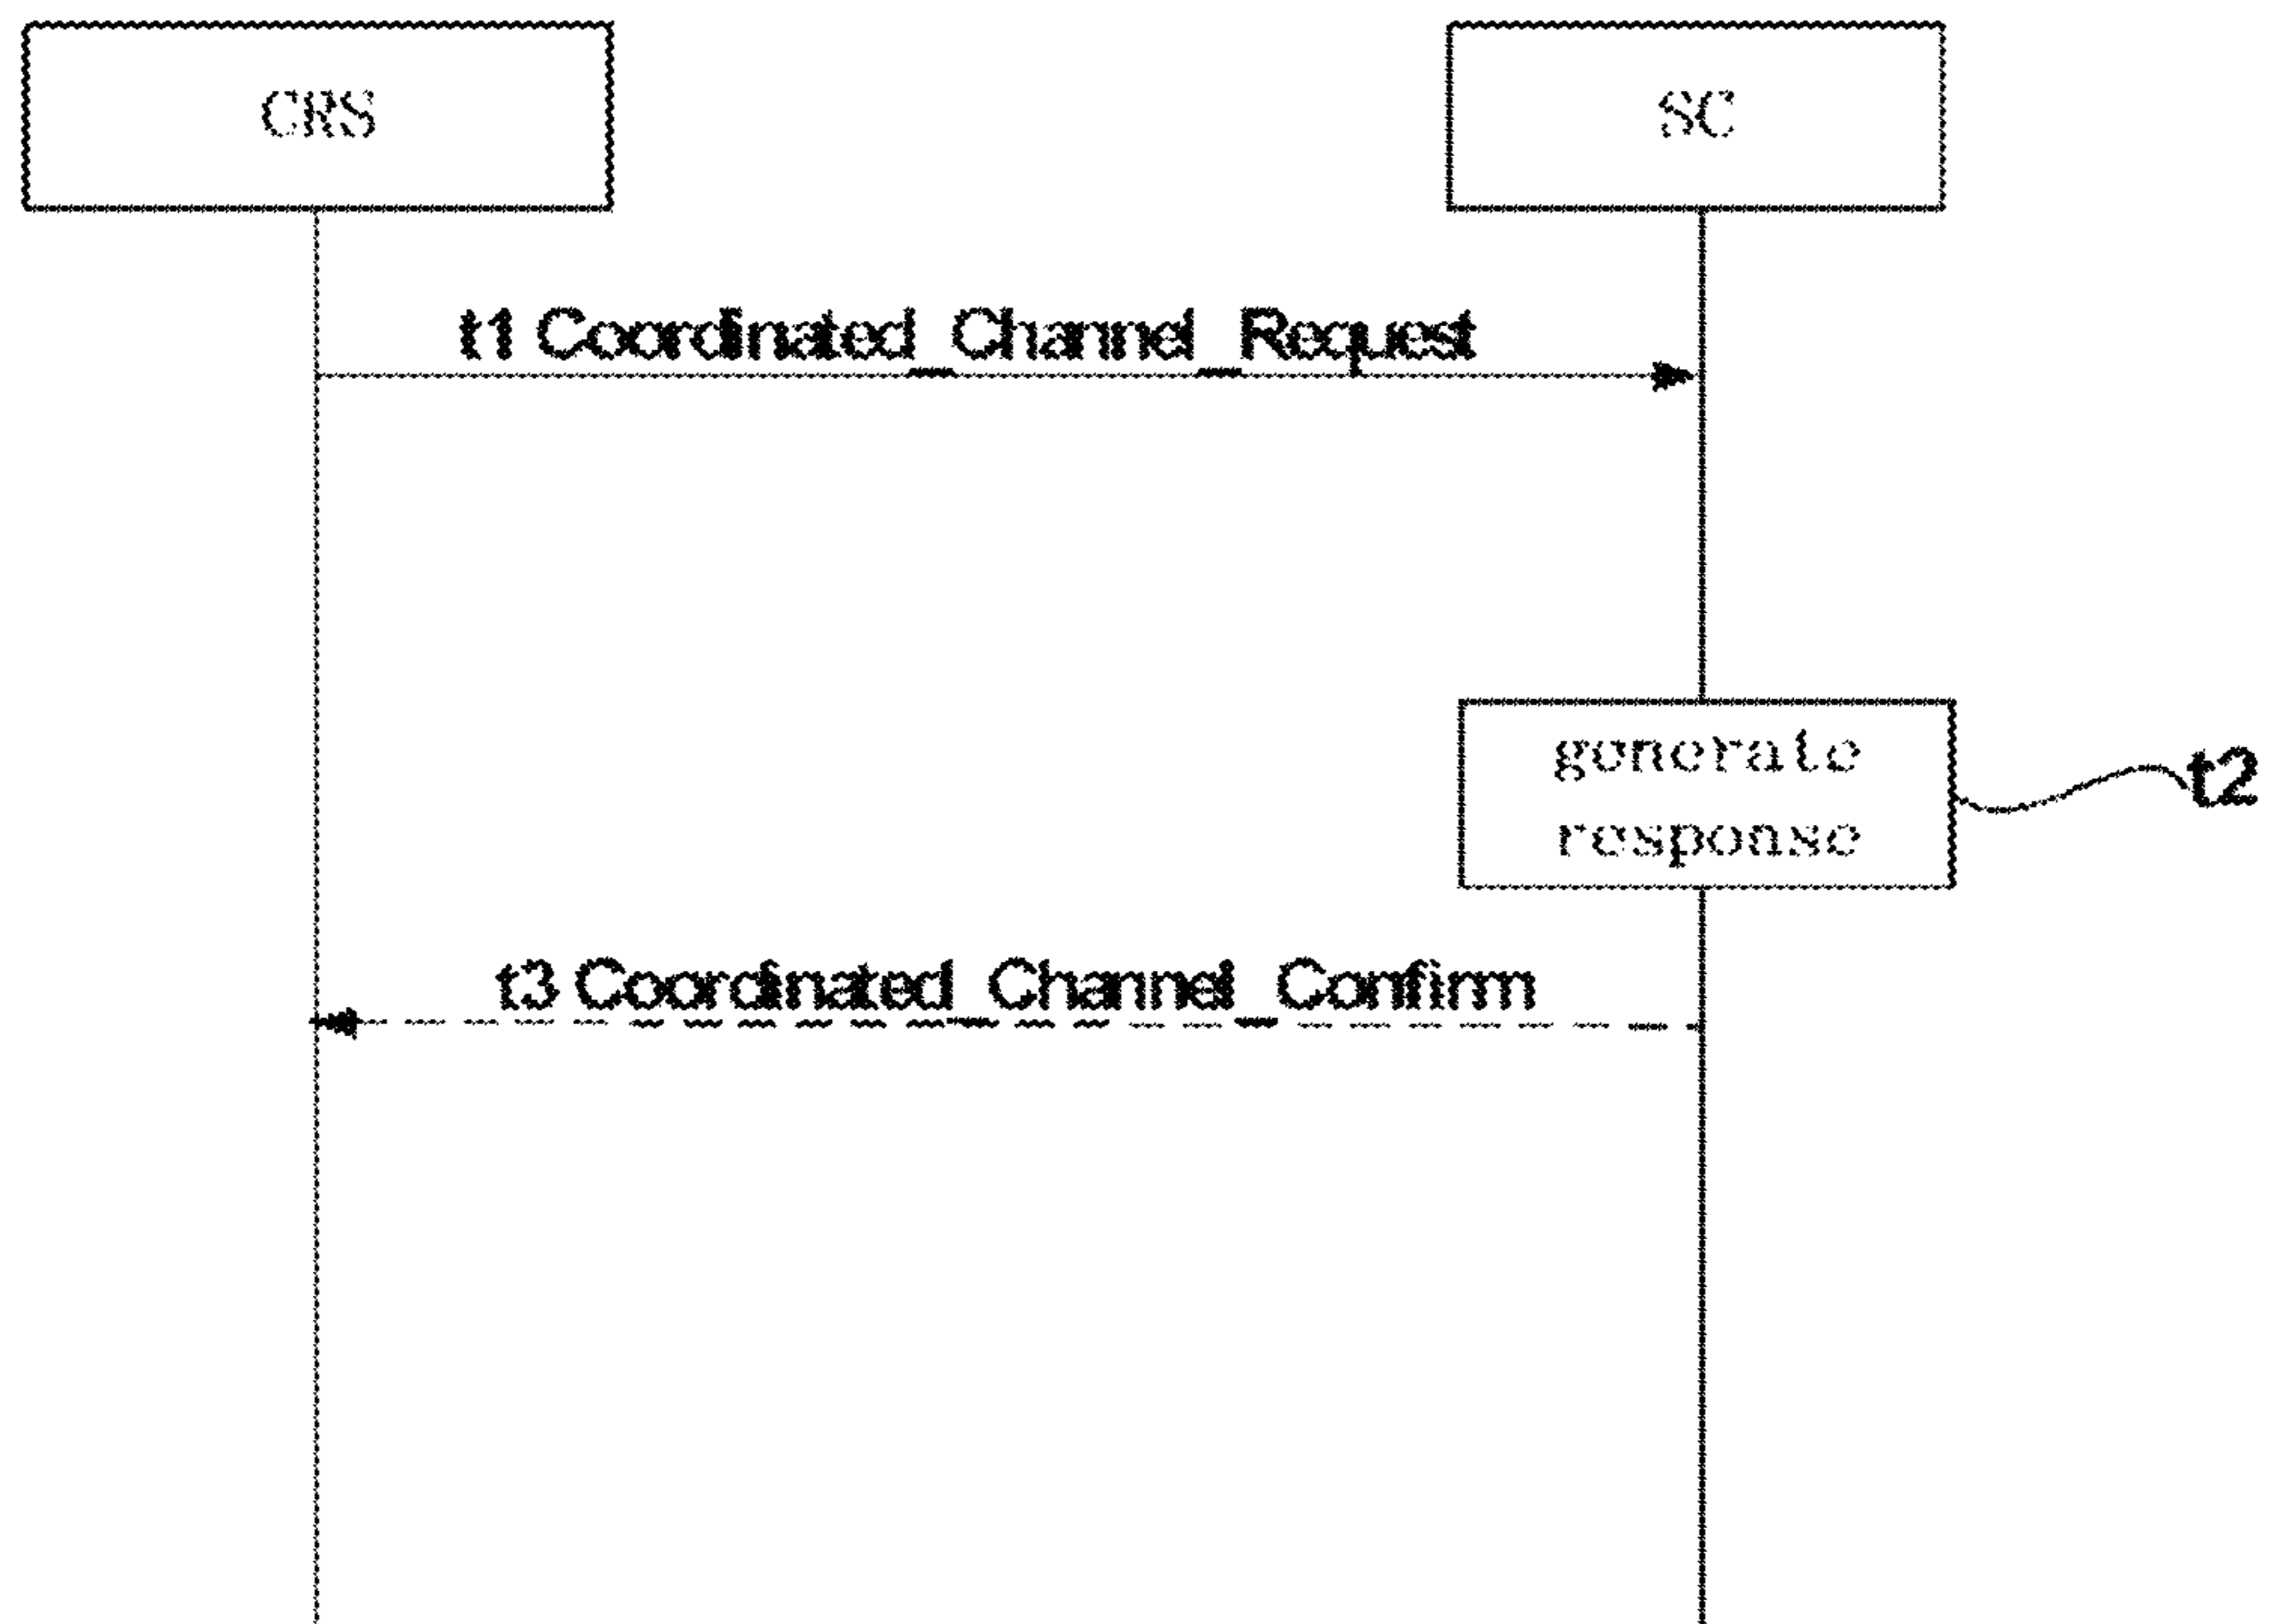 CRS
SC
t1 Coordinated_Channel_Request
generate
response
t2
t3 Coordinated_Channel_Confirm